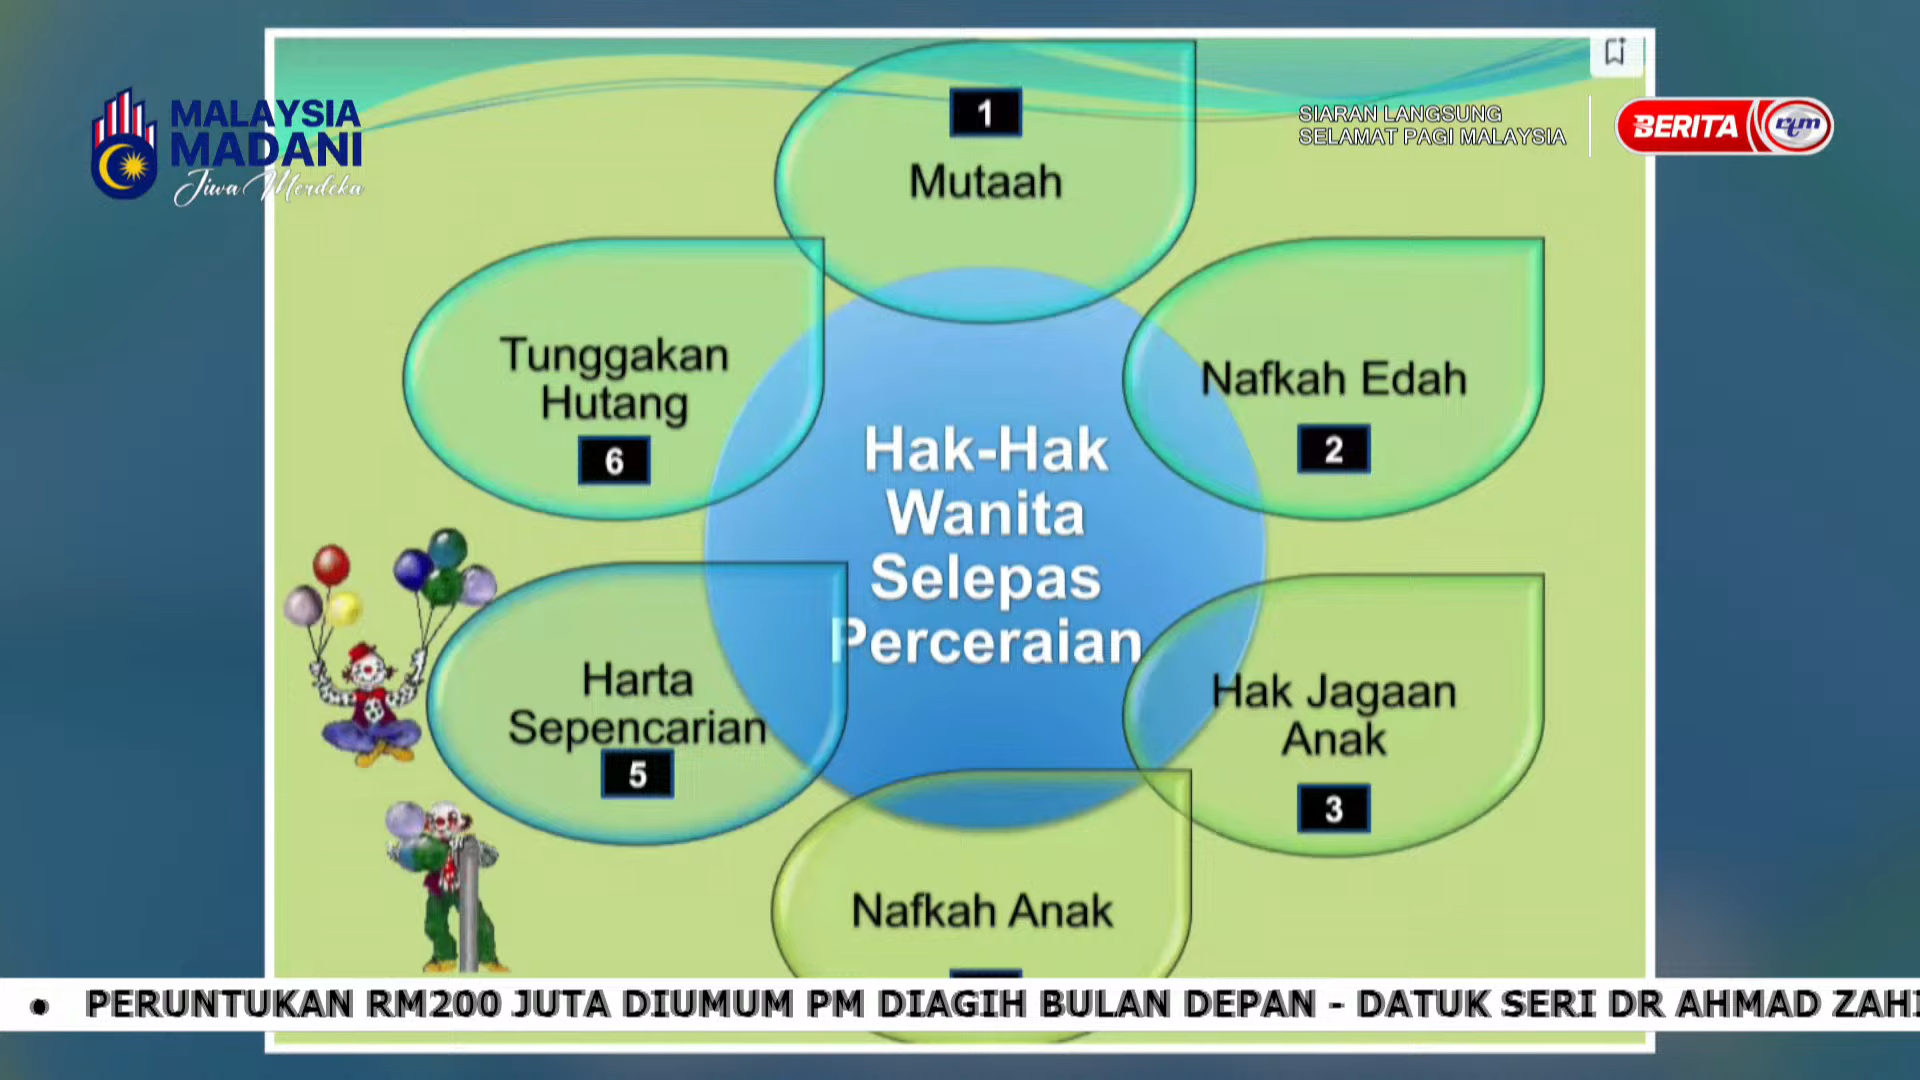 MALAYSIA
MADANI
Jiwa Merdeka
SIARAN LANGSUNG
SELAMAT PAGI MALAYSIA
BERITA rtm
1
Mutaah
Nafkah Edah
2
Hak Jagaan
Anak
3
Nafkah Anak
Harta
Sepencarian
5
Tunggakan
Hutang
6
Hak-Hak
Wanita
Selepas
Perceraian
• PERUNTUKAN RM200 JUTA DIUMUM PM DIAGIH BULAN DEPAN - DATUK SERI DR AHMAD ZAHI